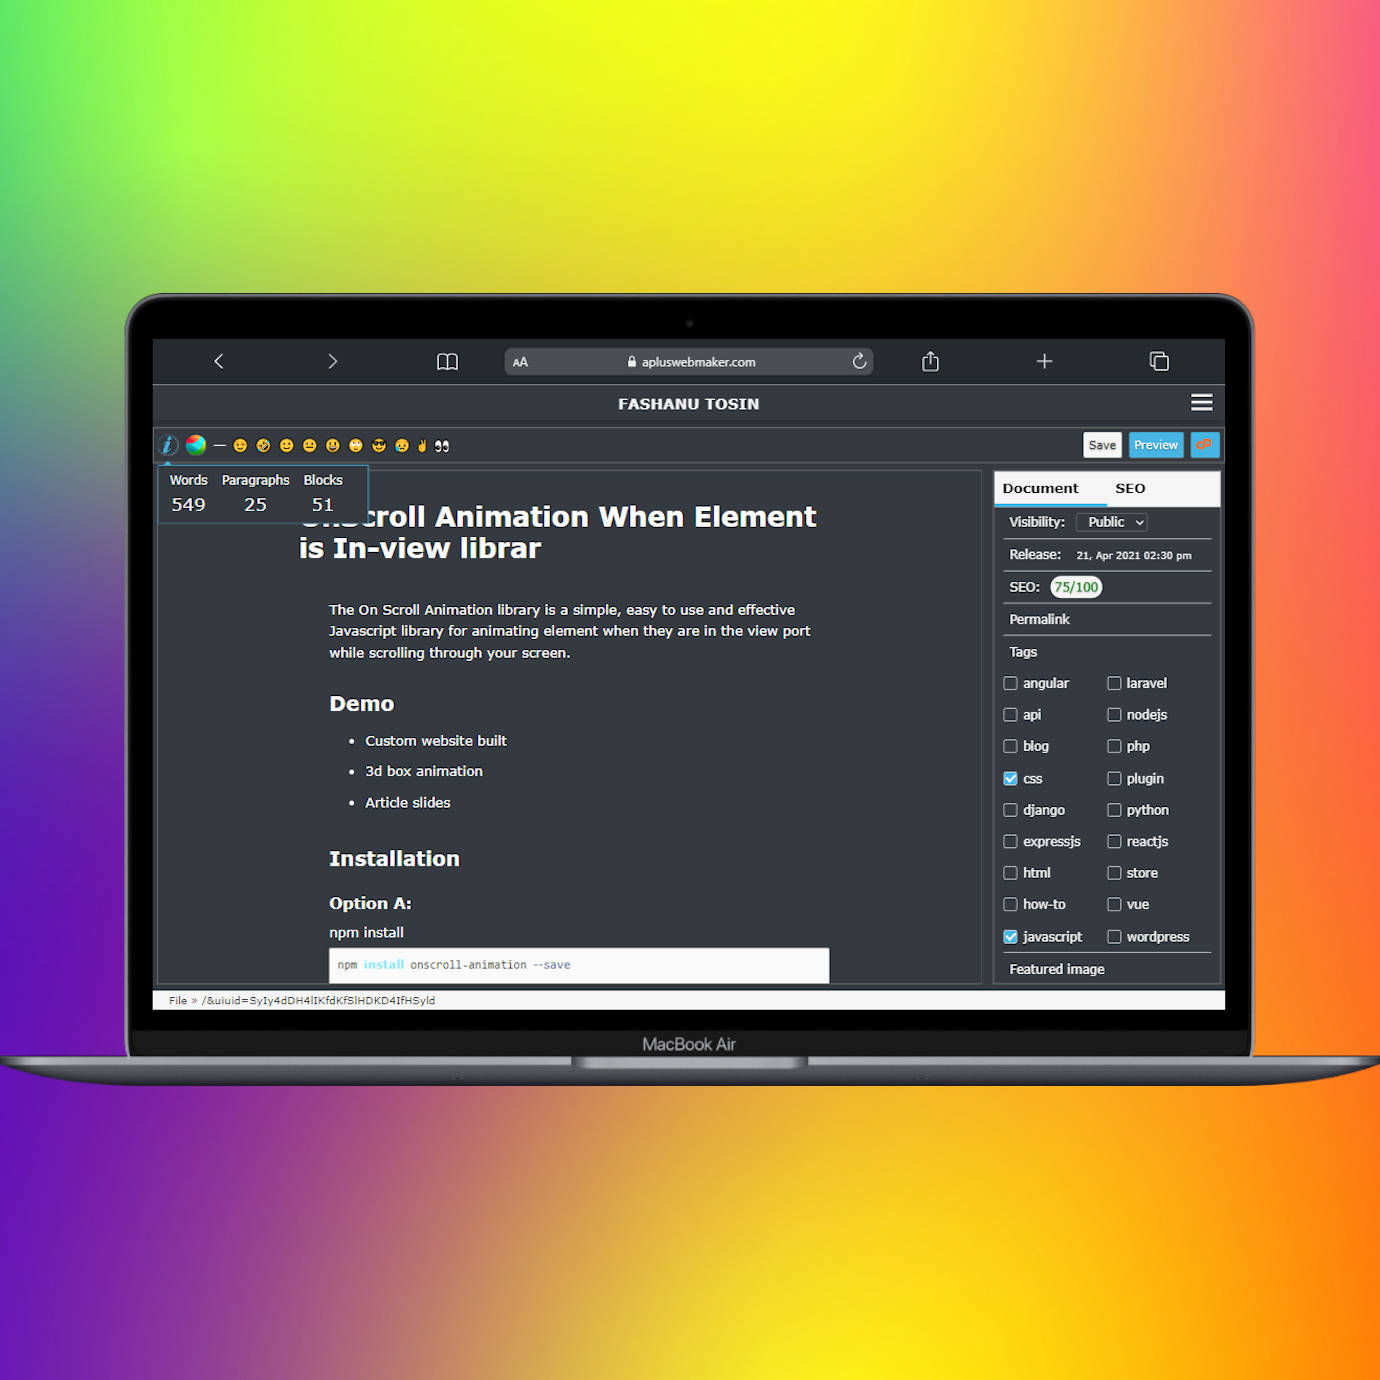 AA apluswebmaker.com
FASHANU TOSIN
Save Preview
Words Paragraphs Blocks
549 25 51
Scroll Animation When Element
is In-view librar
The On Scroll Animation library is a simple, easy to use and effective
Javascript library for animating element when they are in the view port
while scrolling through your screen.
Demo
• Custom website built
• 3d box animation
• Article slides
Installation
Option A:
npm install
npm install onscroll-animation --save
Document SEO
Visibility: Public
Release: 21, Apr 2021 02:30 pm
SEO: 75/100
Permalink
Tags
angular laravel
api nodejs
blog php
css plugin
django python
expressjs reactjs
html store
how-to vue
javascript wordpress
Featured image
File » /&uiuid=SyIy4dDH4lIKfdKfSlHDKD4IfHSyld
MacBook Air